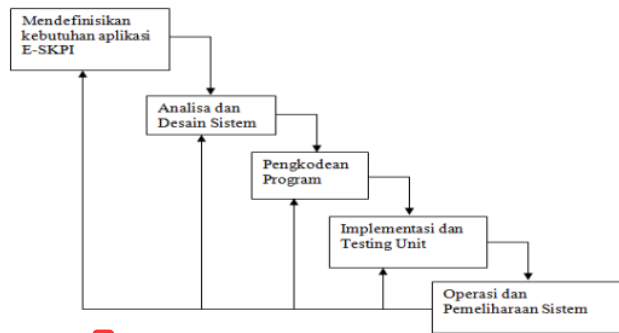 Mendefinisikan
kebutuhan aplikasi
E-SKPI
Analisa dan
Desain Sistem
Pengkodean
Program
Implementasi dan
Testing Unit
Operasi dan
Pemeliharaan Sistem